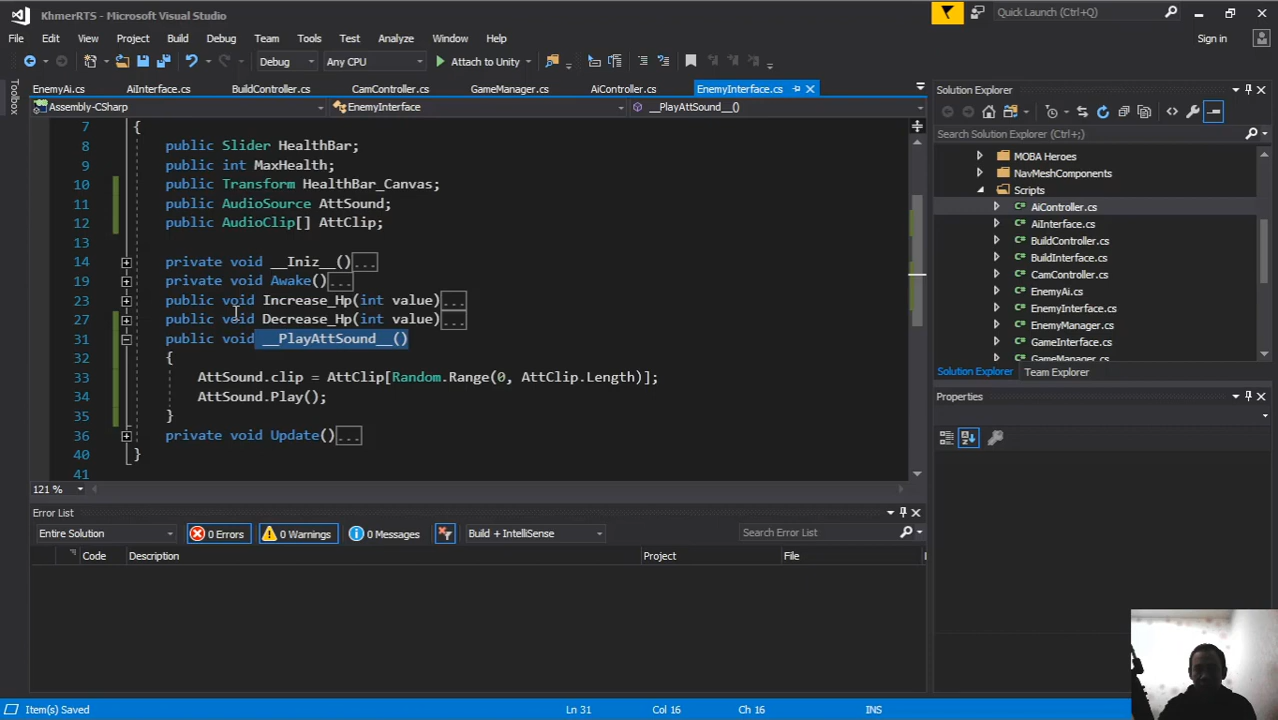 KhmerRTS - Microsoft Visual Studio
Quick Launch (Ctrl+Q)
File Edit View Project Build Debug Team Tools Test Analyze Window Help
Sign in
Debug Any CPU Attach to Unity
Toolbox
EnemyAi.cs AiInterface.cs BuildController.cs CamController.cs GameManager.cs AiController.cs EnemyInterface.cs
Assembly-CSharp EnemyInterface __PlayAttSound__()
7 {
8 public Slider HealthBar;
9 public int MaxHealth;
10 public Transform HealthBar_Canvas;
11 public AudioSource AttSound;
12 public AudioClip[] AttClip;
13
14 private void __Iniz__()...
19 private void Awake()...
23 public void Increase_Hp(int value)...
27 public void Decrease_Hp(int value)...
31 public void __PlayAttSound__()
32 {
33 AttSound.clip = AttClip[Random.Range(0, AttClip.Length)];
34 AttSound.Play();
35 }
36 private void Update()...
40 }
41
121 %
Solution Explorer
Search Solution Explorer (Ctrl+;)
MOBA Heroes
NavMeshComponents
Scripts
C# AiController.cs
C# AiInterface.cs
C# BuildController.cs
C# BuildInterface.cs
C# CamController.cs
C# EnemyAi.cs
C# EnemyInterface.cs
C# EnemyManager.cs
C# GameInterface.cs
C# GameManager.cs
Solution Explorer Team Explorer
Properties
Error List
Entire Solution 0 Errors 0 Warnings 0 Messages Build + IntelliSense Search Error List
Code Description Project File
Item(s) Saved Ln 31 Col 16 Ch 16 INS